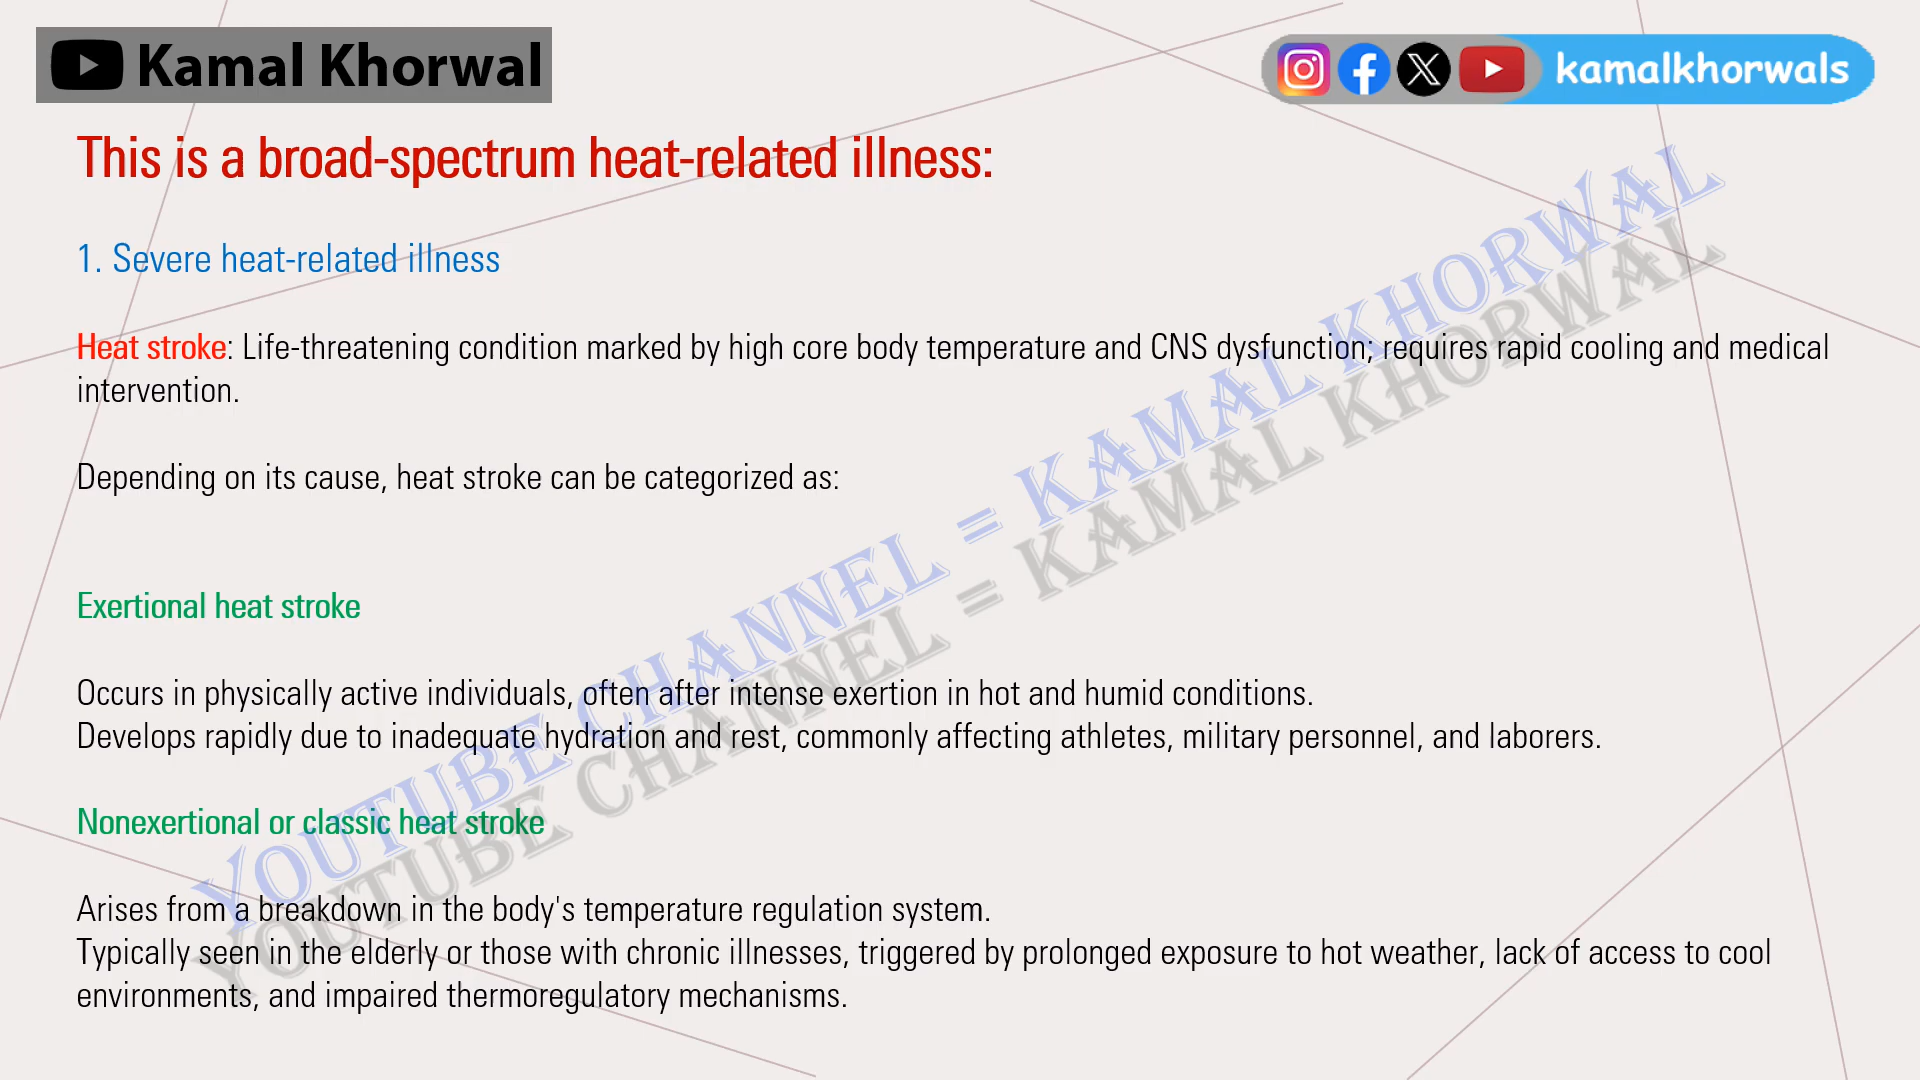 Kamal Khorwal
kamalkhorwals
This is a broad-spectrum heat-related illness:
1. Severe heat-related illness
Heat stroke: Life-threatening condition marked by high core body temperature and CNS dysfunction; requires rapid cooling and medical
intervention.
Depending on its cause, heat stroke can be categorized as:
Exertional heat stroke
Occurs in physically active individuals, often after intense exertion in hot and humid conditions.
Develops rapidly due to inadequate hydration and rest, commonly affecting athletes, military personnel, and laborers.
Nonexertional or classic heat stroke
Arises from a breakdown in the body's temperature regulation system.
Typically seen in the elderly or those with chronic illnesses, triggered by prolonged exposure to hot weather, lack of access to cool
environments, and impaired thermoregulatory mechanisms.
YOUTUBE CHANNEL = KAMAL KHORWAL
YOUTUBE CHANNEL = KAMAL KHORWAL